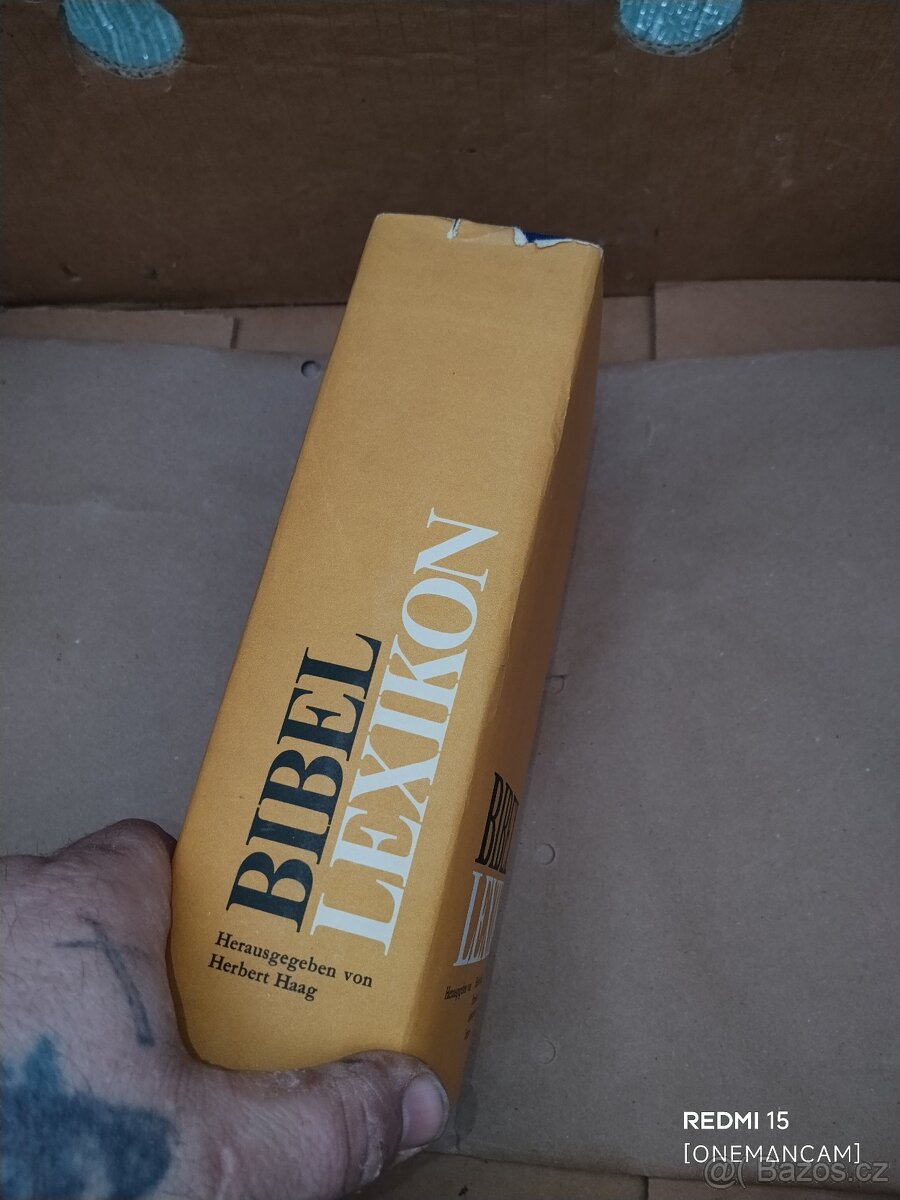 BIBEL
LEXIKON
Herausgegeben von
Herbert Haag
REDMI 15
[ONEMANCAM]
@( Bazos.cz